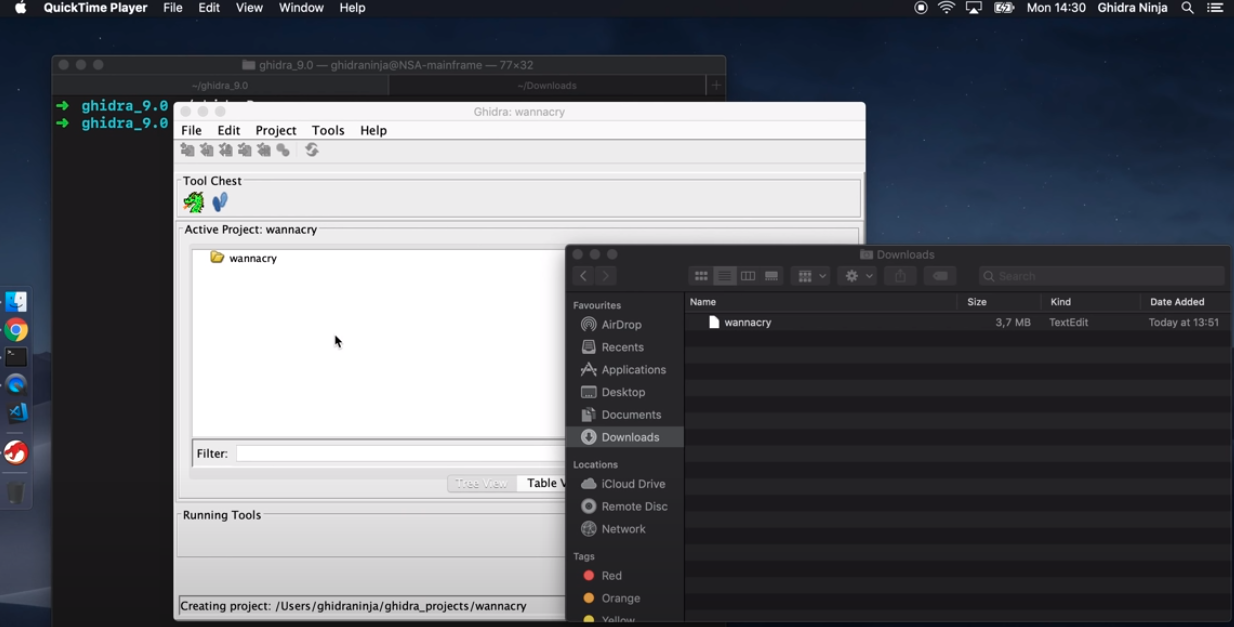 QuickTime Player File Edit View Window Help Mon 14:30 Ghidra Ninja
ghidra_9.0 — ghidraninja@NSA-mainframe — 77×32
~/ghidra_9.0 ~/Downloads +
→ ghidra_9.0
→ ghidra_9.0
Ghidra: wannacry
File Edit Project Tools Help
Tool Chest
Active Project: wannacry
wannacry
Filter:
Tree View Table V
Running Tools
Creating project: /Users/ghidraninja/ghidra_projects/wannacry
Downloads
Search
Favourites
AirDrop
Recents
Applications
Desktop
Documents
Downloads
Locations
iCloud Drive
Remote Disc
Network
Tags
Red
Orange
Yellow
Name Size Kind Date Added
wannacry 3,7 MB TextEdit Today at 13:51